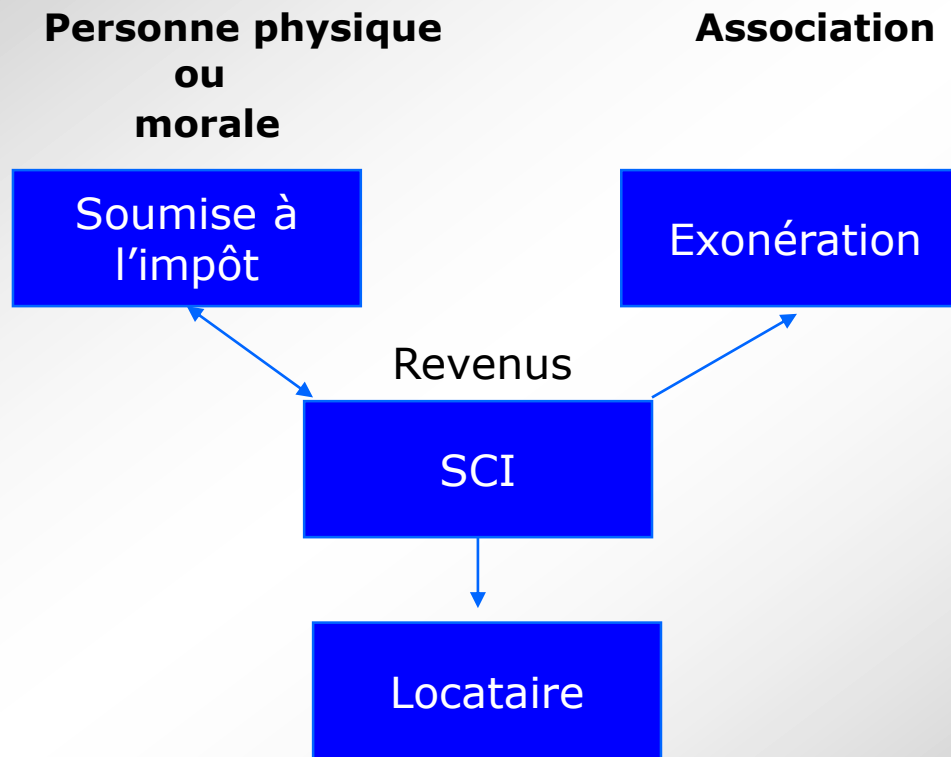 Personne physique
ou
morale
Association
Soumise à
l’impôt
Exonération
Revenus
SCI
Locataire